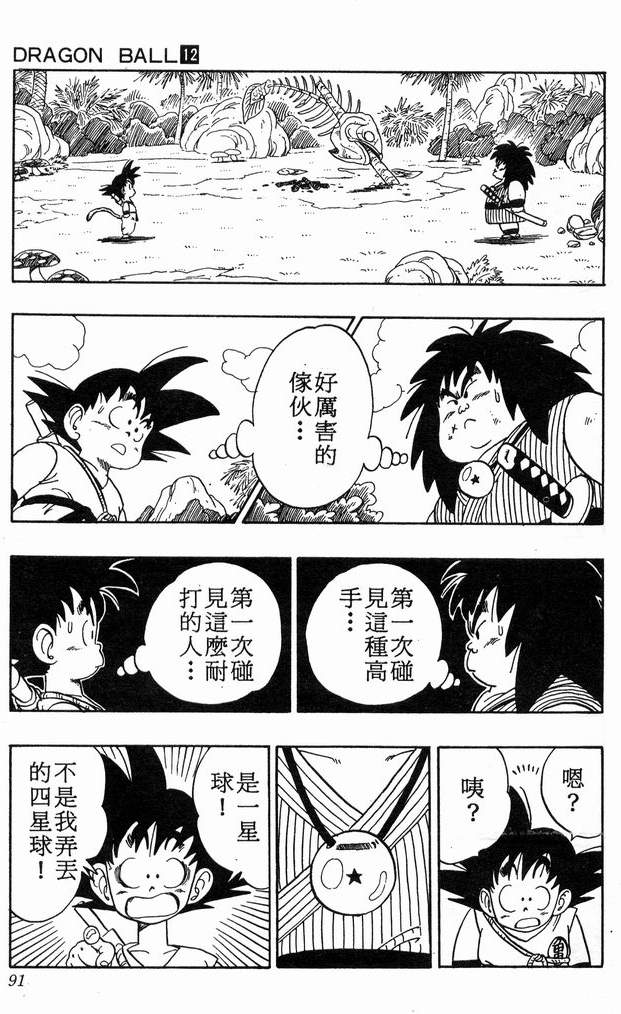 DRAGON BALL 12
好厲害的
傢伙…
第一次碰
見這種高
手…
第一次碰
見這麼耐
打的人…
嗯?
咦?
是一星
球!
不是我弄丟
的四星球!
龜
91